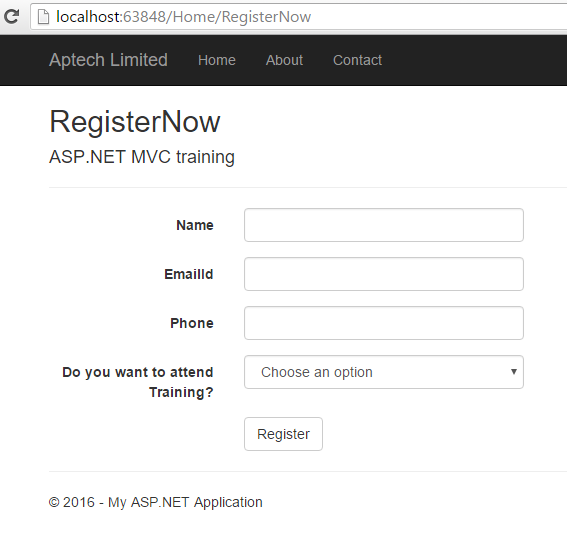 localhost:63848/Home/RegisterNow
Aptech Limited Home About Contact
RegisterNow
ASP.NET MVC training
Name
EmailId
Phone
Do you want to attend Choose an option
Training?
Register
© 2016 - My ASP.NET Application